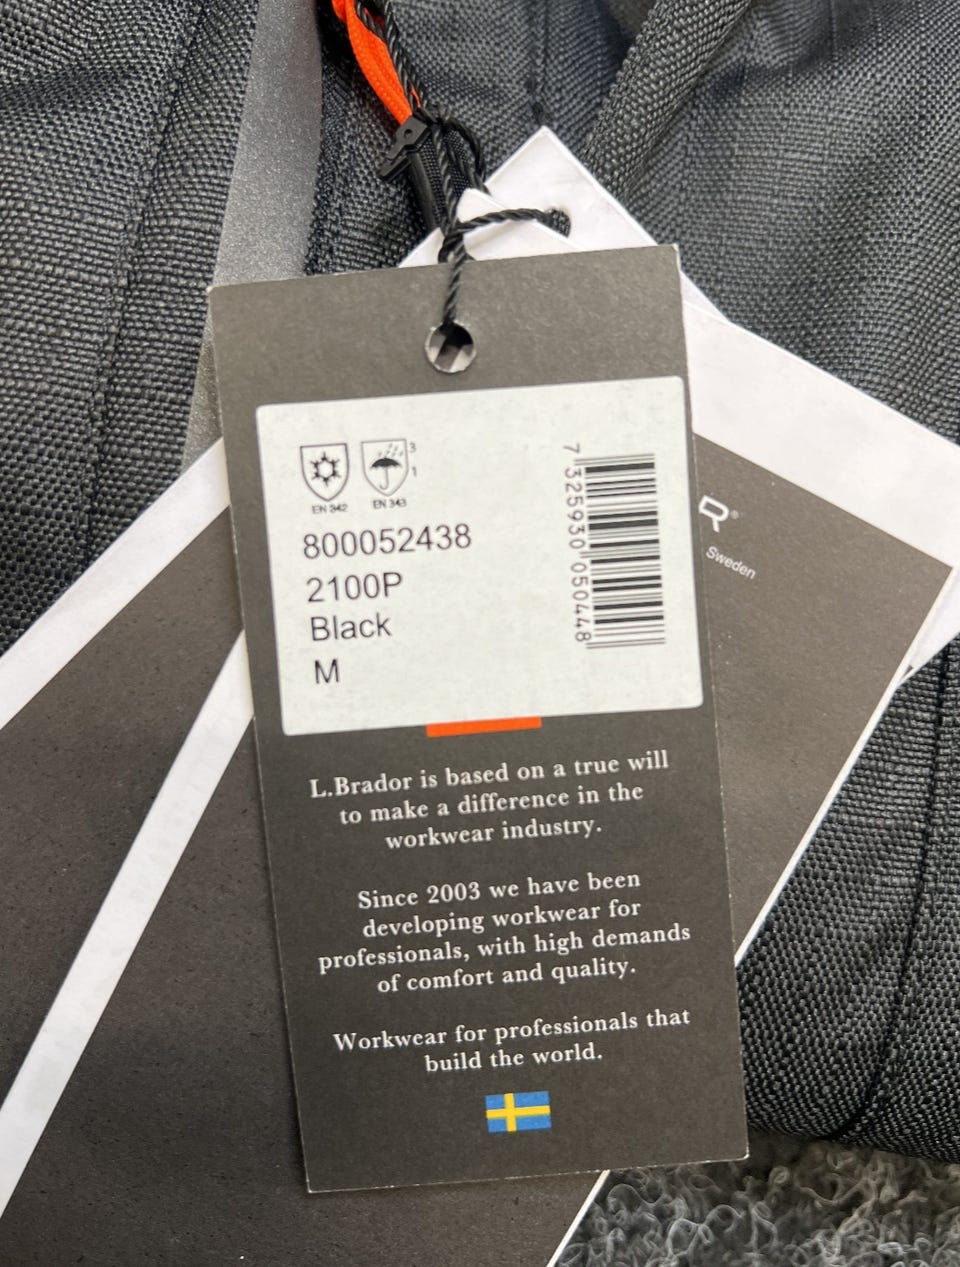 3
1
EN 342
EN 343
800052438
2100P
Black
M
7 325930 050448
R®
Sweden
L.Brador is based on a true will
to make a difference in the
workwear industry.
Since 2003 we have been
developing workwear for
professionals, with high demands
of comfort and quality.
Workwear for professionals that
build the world.